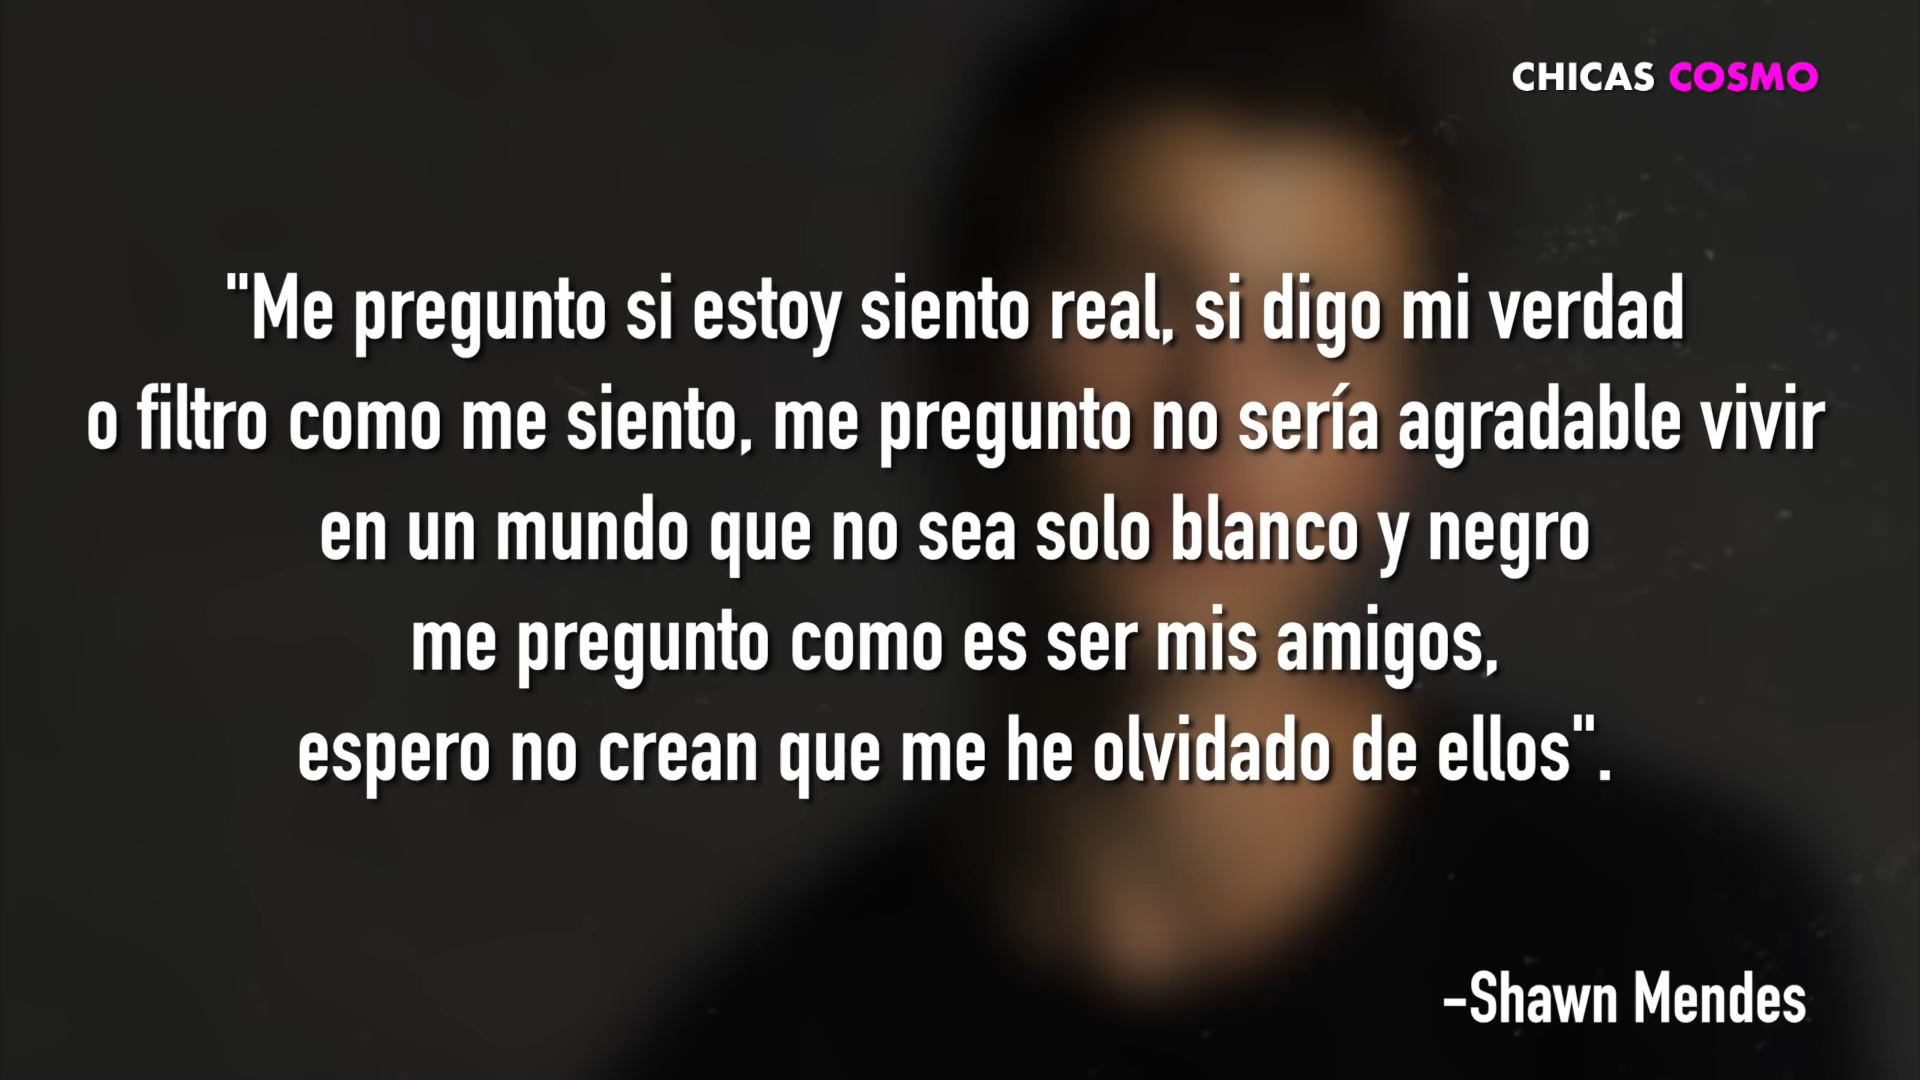 CHICAS COSMO
"Me pregunto si estoy siento real, si digo mi verdad
o filtro como me siento, me pregunto no sería agradable vivir
en un mundo que no sea solo blanco y negro
me pregunto como es ser mis amigos,
espero no crean que me he olvidado de ellos".
-Shawn Mendes